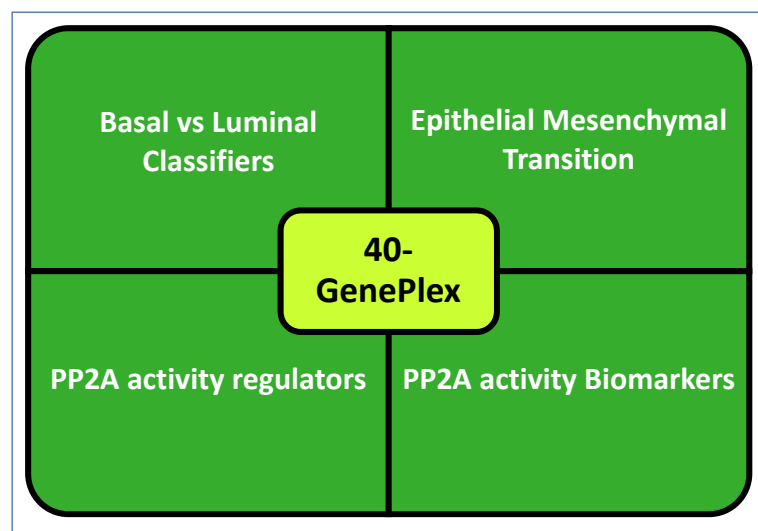 Basal vs Luminal
Classifiers
Epithelial Mesenchymal
Transition
40-
GenePlex
PP2A activity regulators
PP2A activity Biomarkers